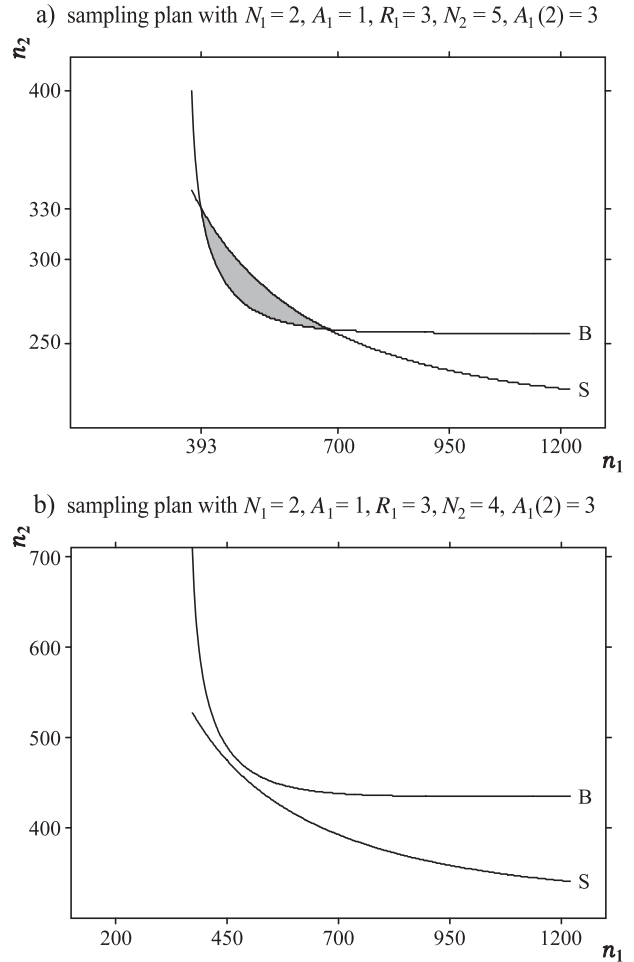 a) sampling plan with N₁ = 2, A₁ = 1, R₁ = 3, N₂ = 5, A₁(2) = 3
n₂
400
330
300
250
B
S
393 700 950 1200
n₁
b) sampling plan with N₁ = 2, A₁ = 1, R₁ = 3, N₂ = 4, A₁(2) = 3
n₂
700
600
500
400
B
S
200 450 700 950 1200
n₁